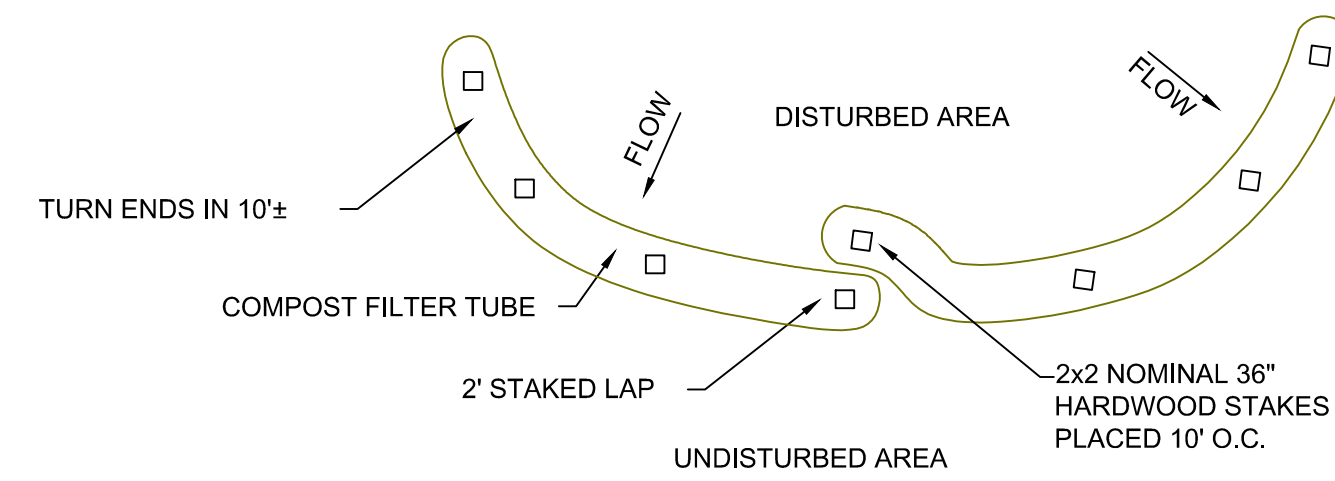 FLOW
FLOW
DISTURBED AREA
TURN ENDS IN 10'±
COMPOST FILTER TUBE
2' STAKED LAP
2x2 NOMINAL 36"
HARDWOOD STAKES
PLACED 10' O.C.
UNDISTURBED AREA